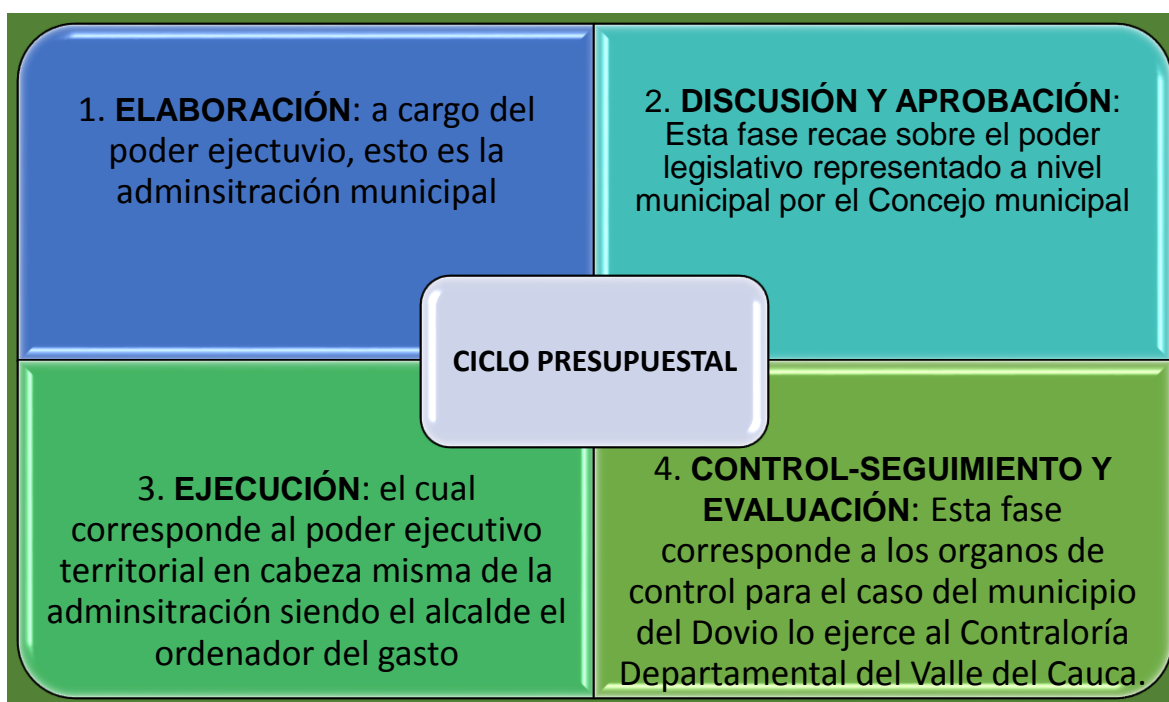 1. ELABORACIÓN: a cargo del
poder ejectuvio, esto es la
adminsitración municipal
2. DISCUSIÓN Y APROBACIÓN:
Esta fase recae sobre el poder
legislativo representado a nivel
municipal por el Concejo municipal
CICLO PRESUPUESTAL
3. EJECUCIÓN: el cual
corresponde al poder ejecutivo
territorial en cabeza misma de la
adminsitración siendo el alcalde el
ordenador del gasto
4. CONTROL-SEGUIMIENTO Y
EVALUACIÓN: Esta fase
corresponde a los organos de
control para el caso del municipio
del Dovio lo ejerce al Contraloría
Departamental del Valle del Cauca.